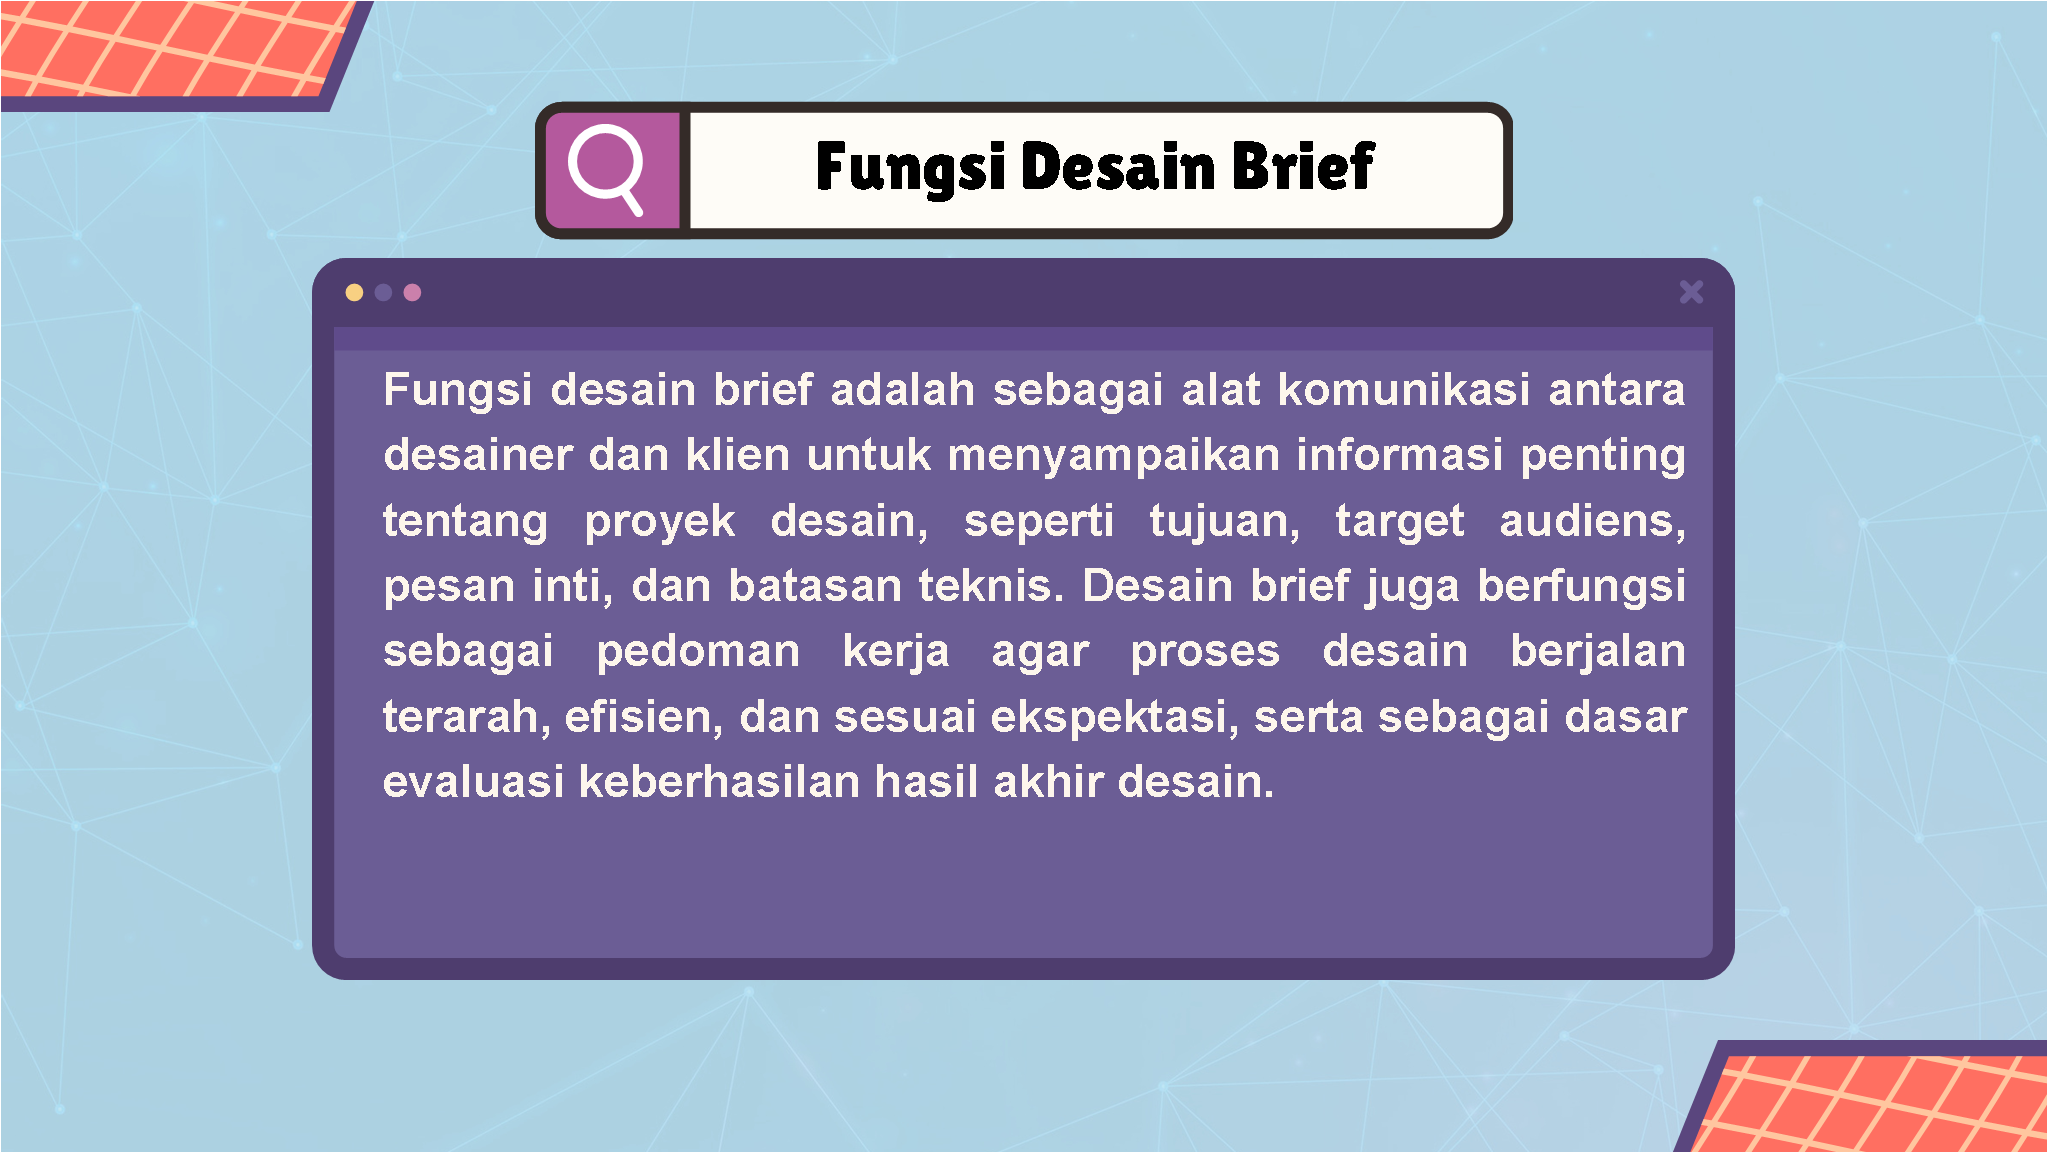 Fungsi Desain Brief
Fungsi desain brief adalah sebagai alat komunikasi antara
desainer dan klien untuk menyampaikan informasi penting
tentang proyek desain, seperti tujuan, target audiens,
pesan inti, dan batasan teknis. Desain brief juga berfungsi
sebagai pedoman kerja agar proses desain berjalan
terarah, efisien, dan sesuai ekspektasi, serta sebagai dasar
evaluasi keberhasilan hasil akhir desain.